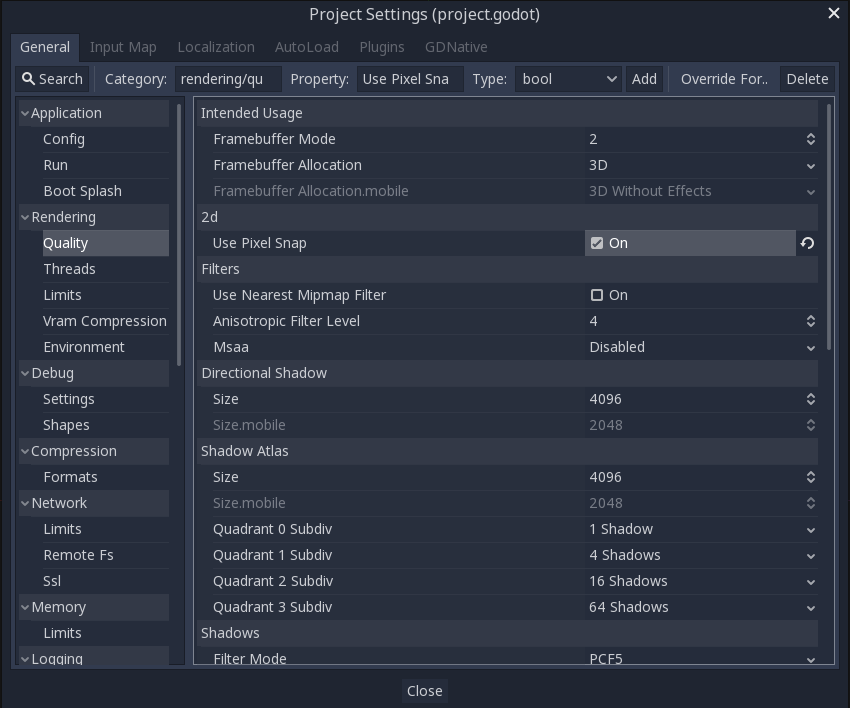 Project Settings (project.godot)
General Input Map Localization AutoLoad Plugins GDNative
Search Category: rendering/qu Property: Use Pixel Sna Type: bool Add Override For.. Delete
Application
Config
Run
Boot Splash
Rendering
Quality
Threads
Limits
Vram Compression
Environment
Debug
Settings
Shapes
Compression
Formats
Network
Limits
Remote Fs
Ssl
Memory
Limits
Logging
Intended Usage
Framebuffer Mode 2
Framebuffer Allocation 3D
Framebuffer Allocation.mobile 3D Without Effects
2d
Use Pixel Snap On
Filters
Use Nearest Mipmap Filter On
Anisotropic Filter Level 4
Msaa Disabled
Directional Shadow
Size 4096
Size.mobile 2048
Shadow Atlas
Size 4096
Size.mobile 2048
Quadrant 0 Subdiv 1 Shadow
Quadrant 1 Subdiv 4 Shadows
Quadrant 2 Subdiv 16 Shadows
Quadrant 3 Subdiv 64 Shadows
Shadows
Filter Mode PCF5
Close